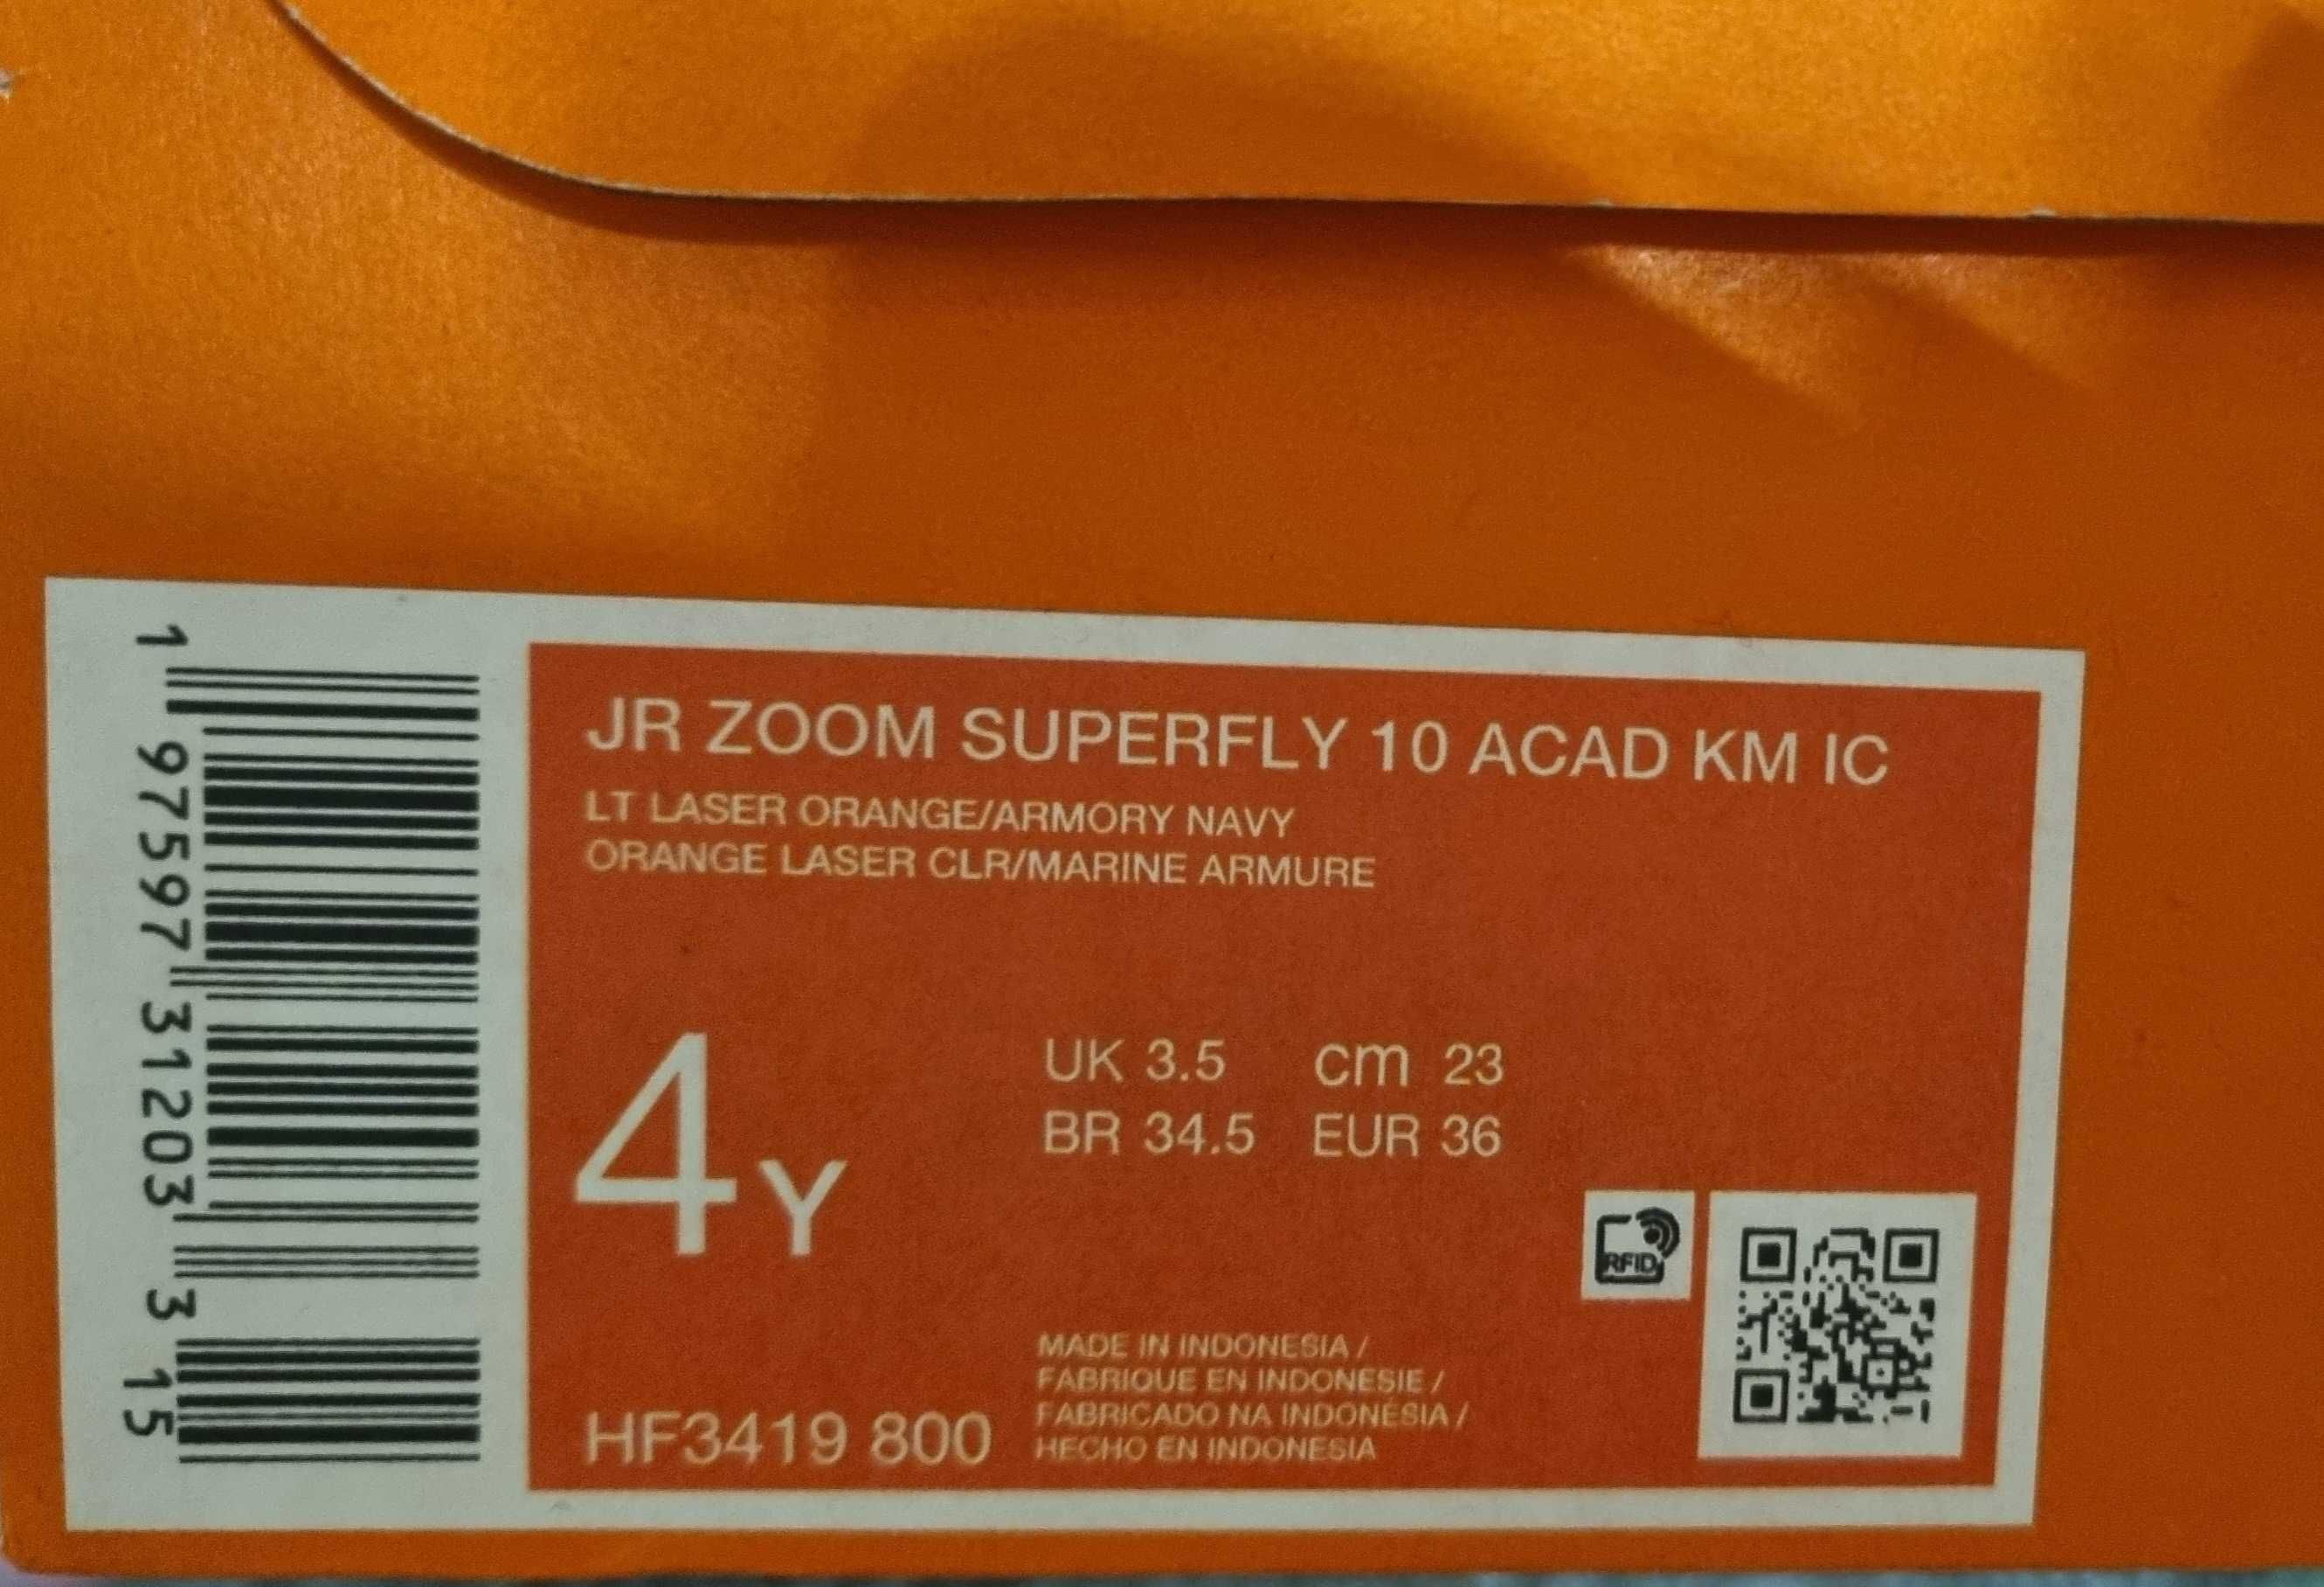 1 97597 31203 3 15
JR ZOOM SUPERFLY 10 ACAD KM IC
LT LASER ORANGE/ARMORY NAVY
ORANGE LASER CLR/MARINE ARMURE
4Y
UK 3.5 cm 23
BR 34.5 EUR 36
RFID
HF3419 800
MADE IN INDONESIA /
FABRIQUE EN INDONESIE /
FABRICADO NA INDONÉSIA /
HECHO EN INDONESIA